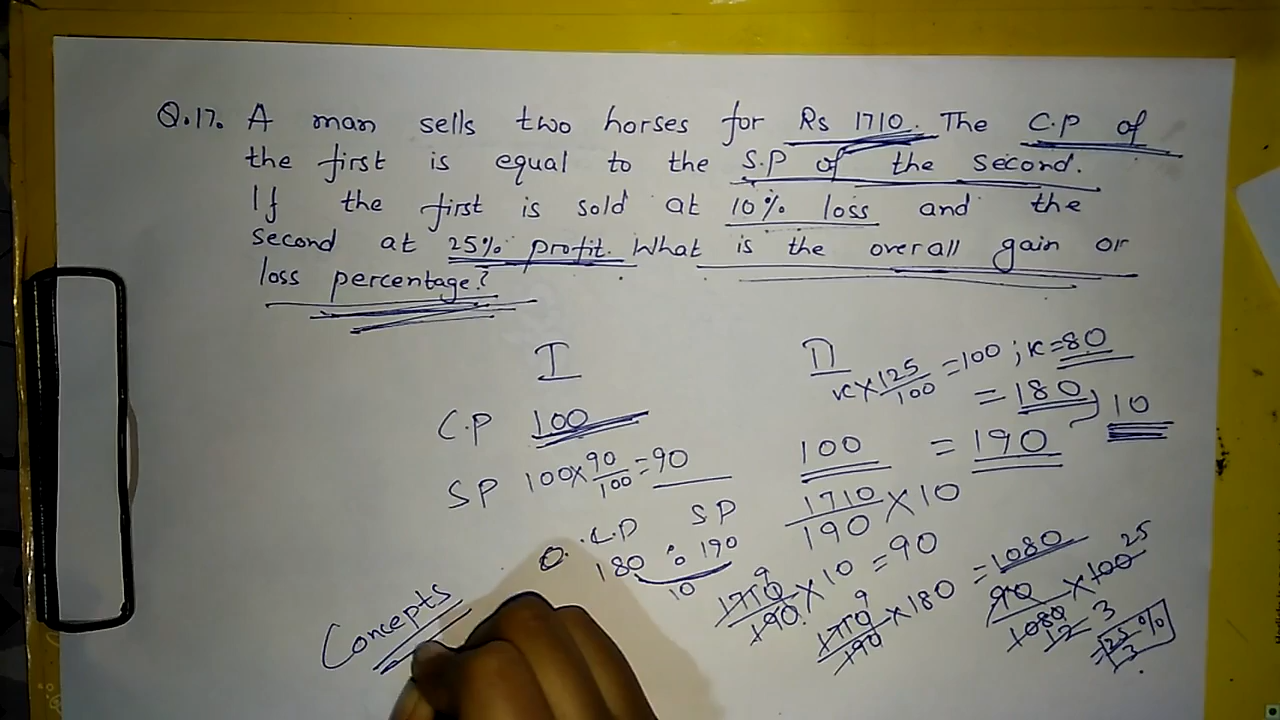 Q.17. A man sells two horses for Rs 1710. The C.P of
the first is equal to the S.P of the second.
If the first is sold at 10% loss and the
second at 25% profit. What is the overall gain or
loss percentage?
I
II
x×125/100=100; x=80
=180
10
C.P 100
100 =190
SP 100×90/100=90
1710/190×10
O. C.P SP
180 : 190
10
1710/190×10=90
9
1710/190×180=1080
9
90/1080×100
25
12 3
=25/3%
Concepts